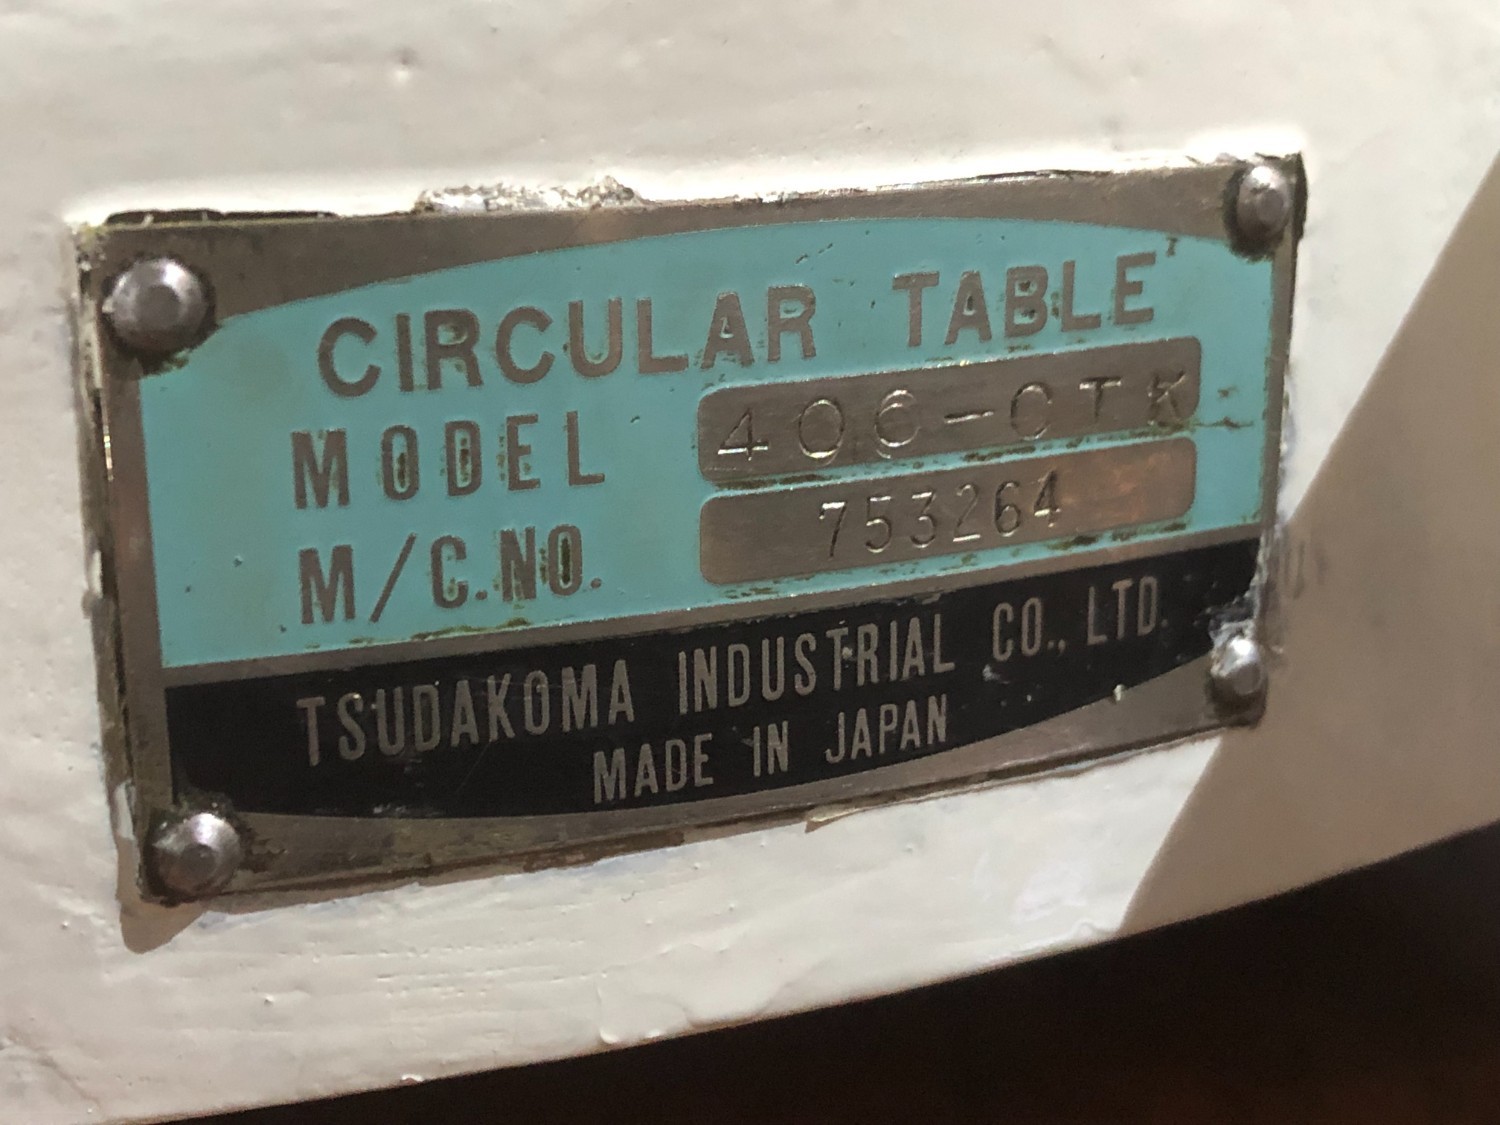 CIRCULAR TABLE
MODEL 406-CTK
M/C.NO. 753264
TSUDAKOMA INDUSTRIAL CO., LTD.
MADE IN JAPAN